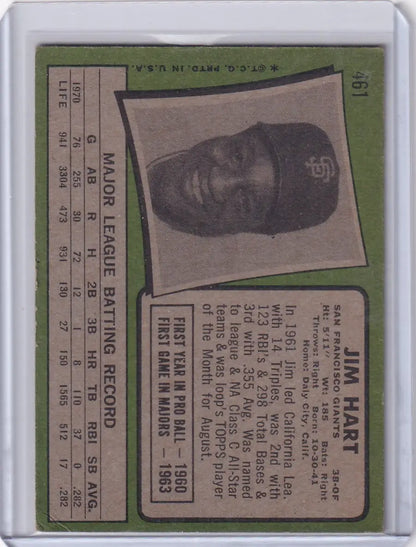 461
*©T.C.G. PRTD. IN U.S.A.
SF
JIM HART
SAN FRANCISCO GIANTS 3B-OF
Ht: 5'11" Wt: 185 Bats: Right
Throws: Right Born: 10-30-41
Home: Daly City, Calif.
In 1961 Jim led California Lea.
with 14 Triples, was 2nd with
123 RBI's & 298 Total Bases &
3rd with .355 Avg. Was named
to league & NA Class C All-Star
teams & was loop's TOPPS player
of the Month for August.
FIRST YEAR IN PRO BALL — 1960
FIRST GAME IN MAJORS — 1963
MAJOR LEAGUE BATTING RECORD
G AB R H 2B 3B HR TB RBI SB AVG.
1970 76 255 30 72 12 1 8 110 37 0 .282
LIFE 941 3304 473 931 130 27 150 1565 512 17 .282